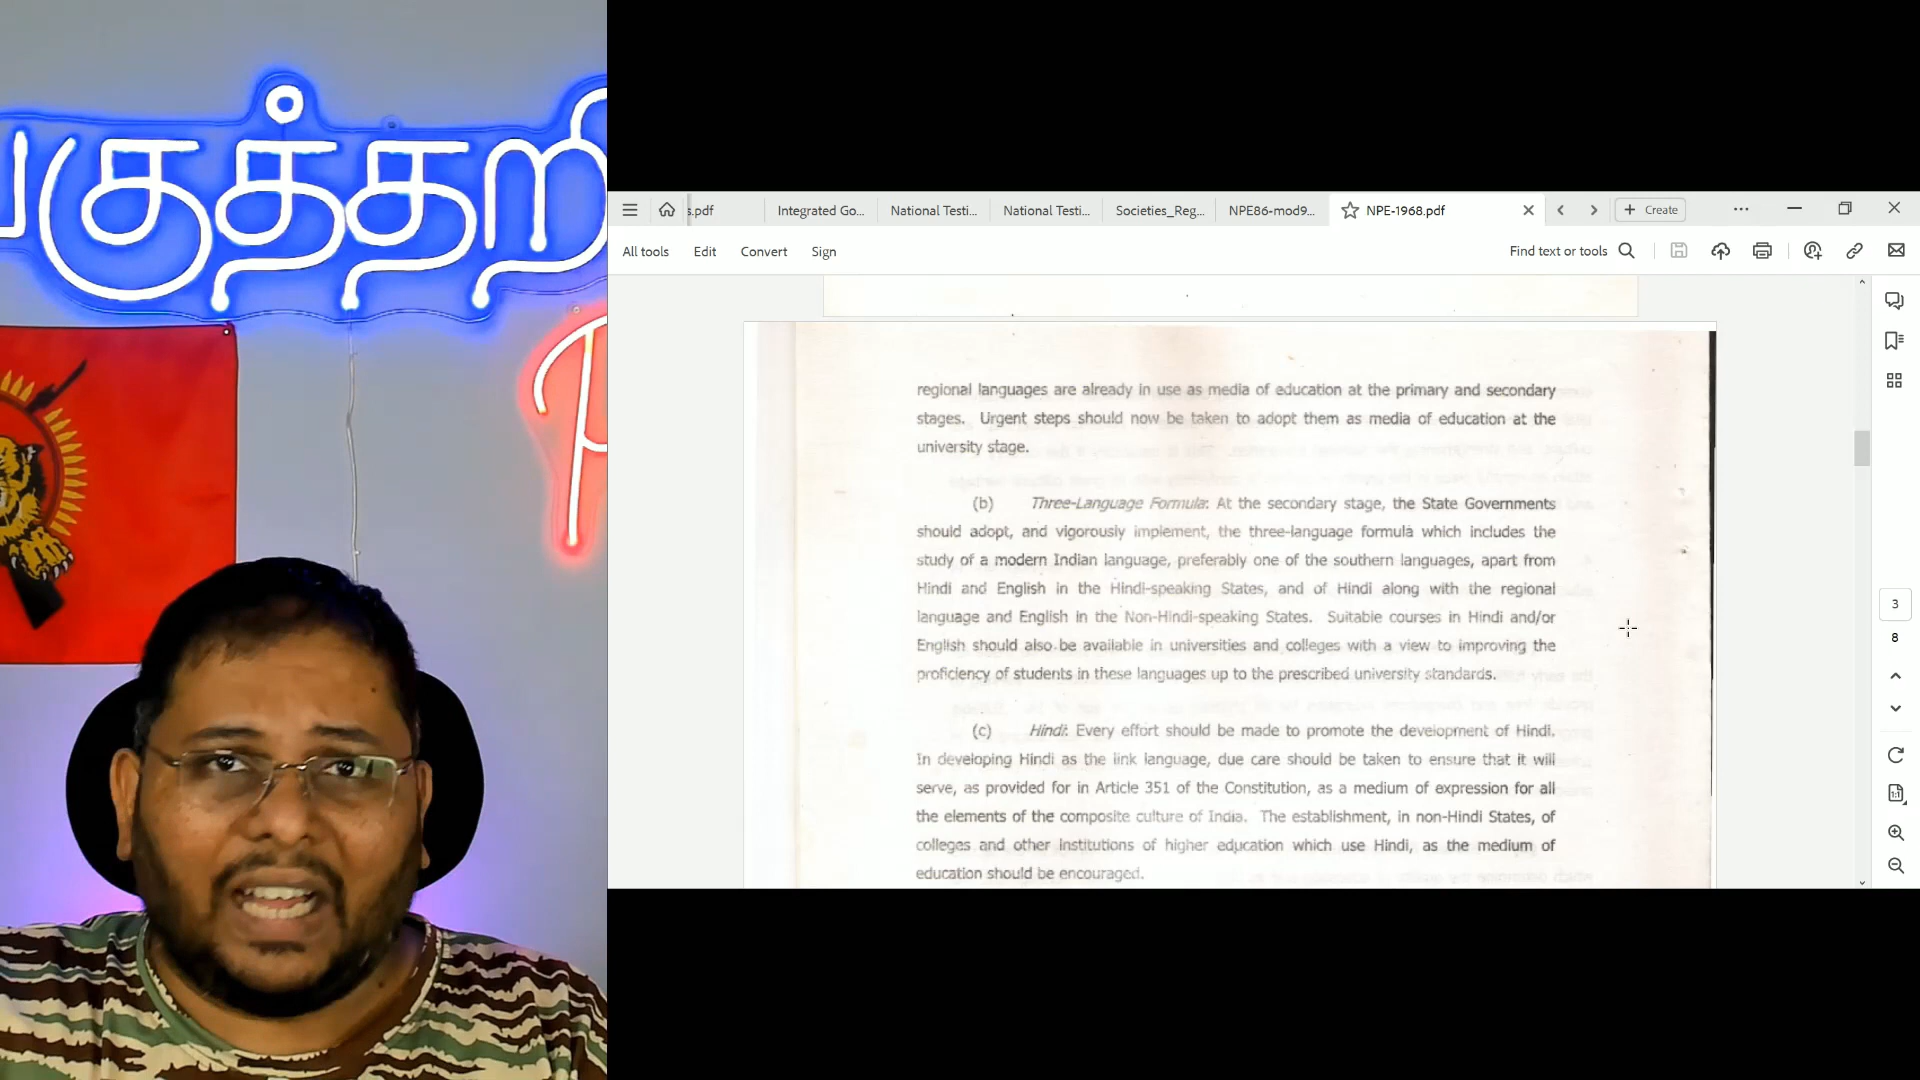 குத்தறி
s.pdf
Integrated Go...
National Testi...
National Testi...
Societies_Reg...
NPE86-mod9...
NPE-1968.pdf
Create
All tools
Edit
Convert
Sign
Find text or tools
regional languages are already in use as media of education at the primary and secondary
stages. Urgent steps should now be taken to adopt them as media of education at the
university stage.
(b) Three-Language Formula: At the secondary stage, the State Governments
should adopt, and vigorously implement, the three-language formula which includes the
study of a modern Indian language, preferably one of the southern languages, apart from
Hindi and English in the Hindi-speaking States, and of Hindi along with the regional
language and English in the Non-Hindi-speaking States. Suitable courses in Hindi and/or
English should also be available in universities and colleges with a view to improving the
proficiency of students in these languages up to the prescribed university standards.
(c) Hindi: Every effort should be made to promote the development of Hindi.
In developing Hindi as the link language, due care should be taken to ensure that it will
serve, as provided for in Article 351 of the Constitution, as a medium of expression for all
the elements of the composite culture of India. The establishment, in non-Hindi States, of
colleges and other institutions of higher education which use Hindi, as the medium of
education should be encouraged.
3
8